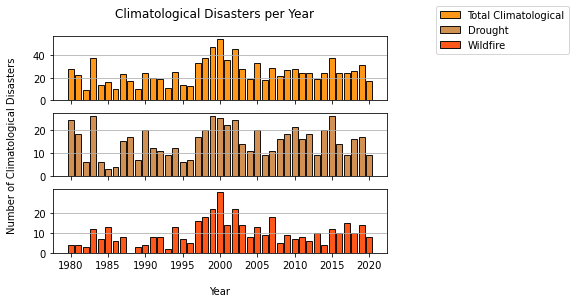 Climatological Disasters per Year
Total Climatological
Drought
Wildfire
Number of Climatological Disasters
40
20
0
20
10
0
20
10
0
1980 1985 1990 1995 2000 2005 2010 2015 2020
Year